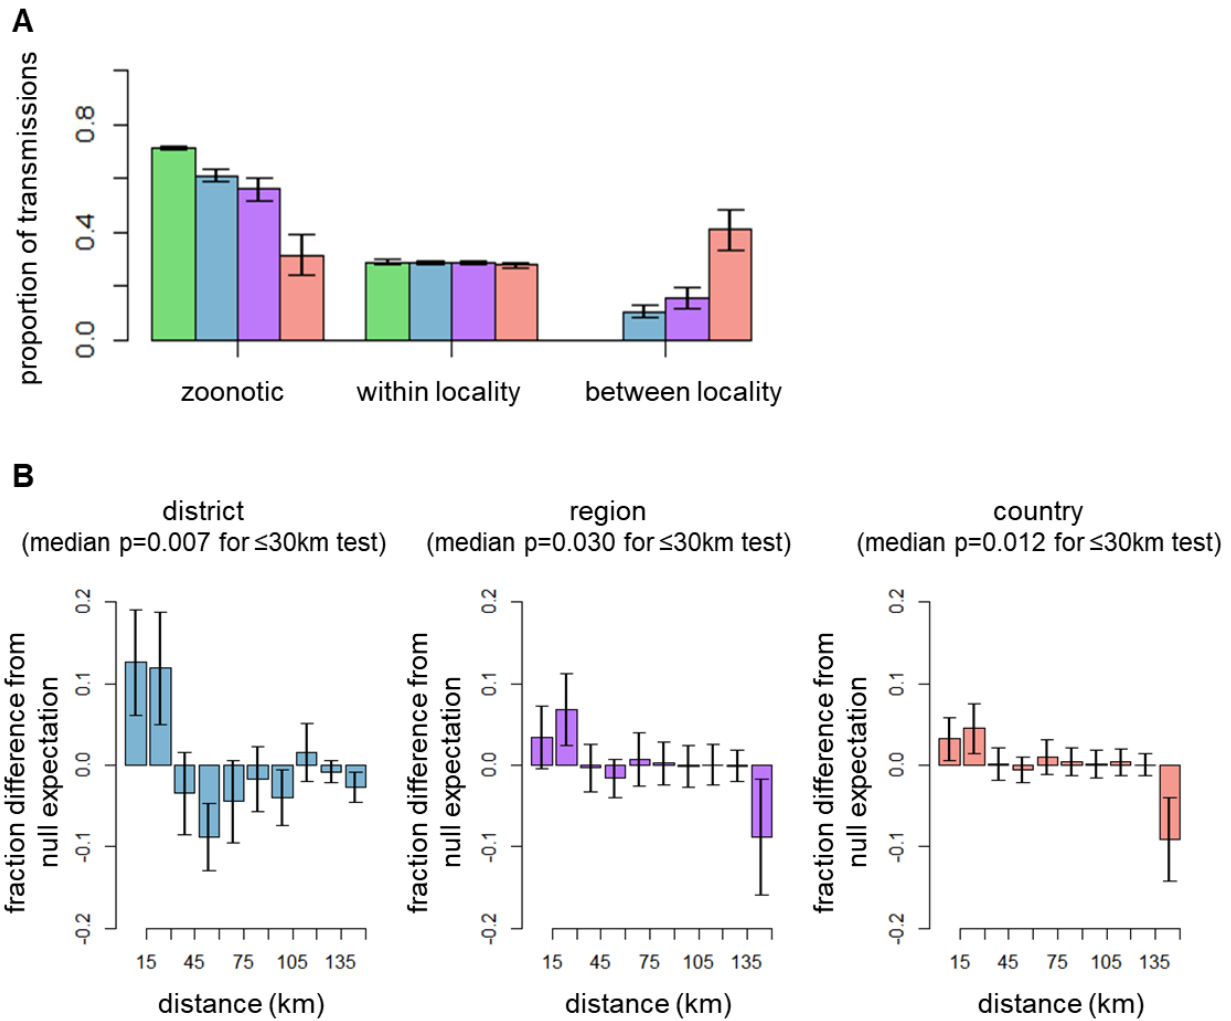 A
proportion of transmissions
0.8
0.4
0.0
zoonotic within locality between locality
B
district
(median p=0.007 for ≤30km test)
fraction difference from
null expectation
0.2
0.1
0.0
-0.1
-0.2
15 45 75 105 135
distance (km)
region
(median p=0.030 for ≤30km test)
fraction difference from
null expectation
0.2
0.1
0.0
-0.1
-0.2
15 45 75 105 135
distance (km)
country
(median p=0.012 for ≤30km test)
fraction difference from
null expectation
0.2
0.1
0.0
-0.1
-0.2
15 45 75 105 135
distance (km)